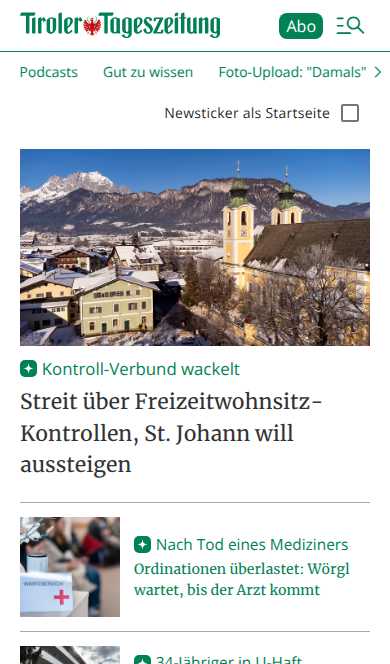 Tiroler Tageszeitung
Abo
Podcasts Gut zu wissen Foto-Upload: "Damals"
Newsticker als Startseite
Kontroll-Verbund wackelt
Streit über Freizeitwohnsitz-
Kontrollen, St. Johann will
aussteigen
Nach Tod eines Mediziners
Ordinationen überlastet: Wörgl
wartet, bis der Arzt kommt
WARTEBEREICH
34-Jähriger in U-Haft